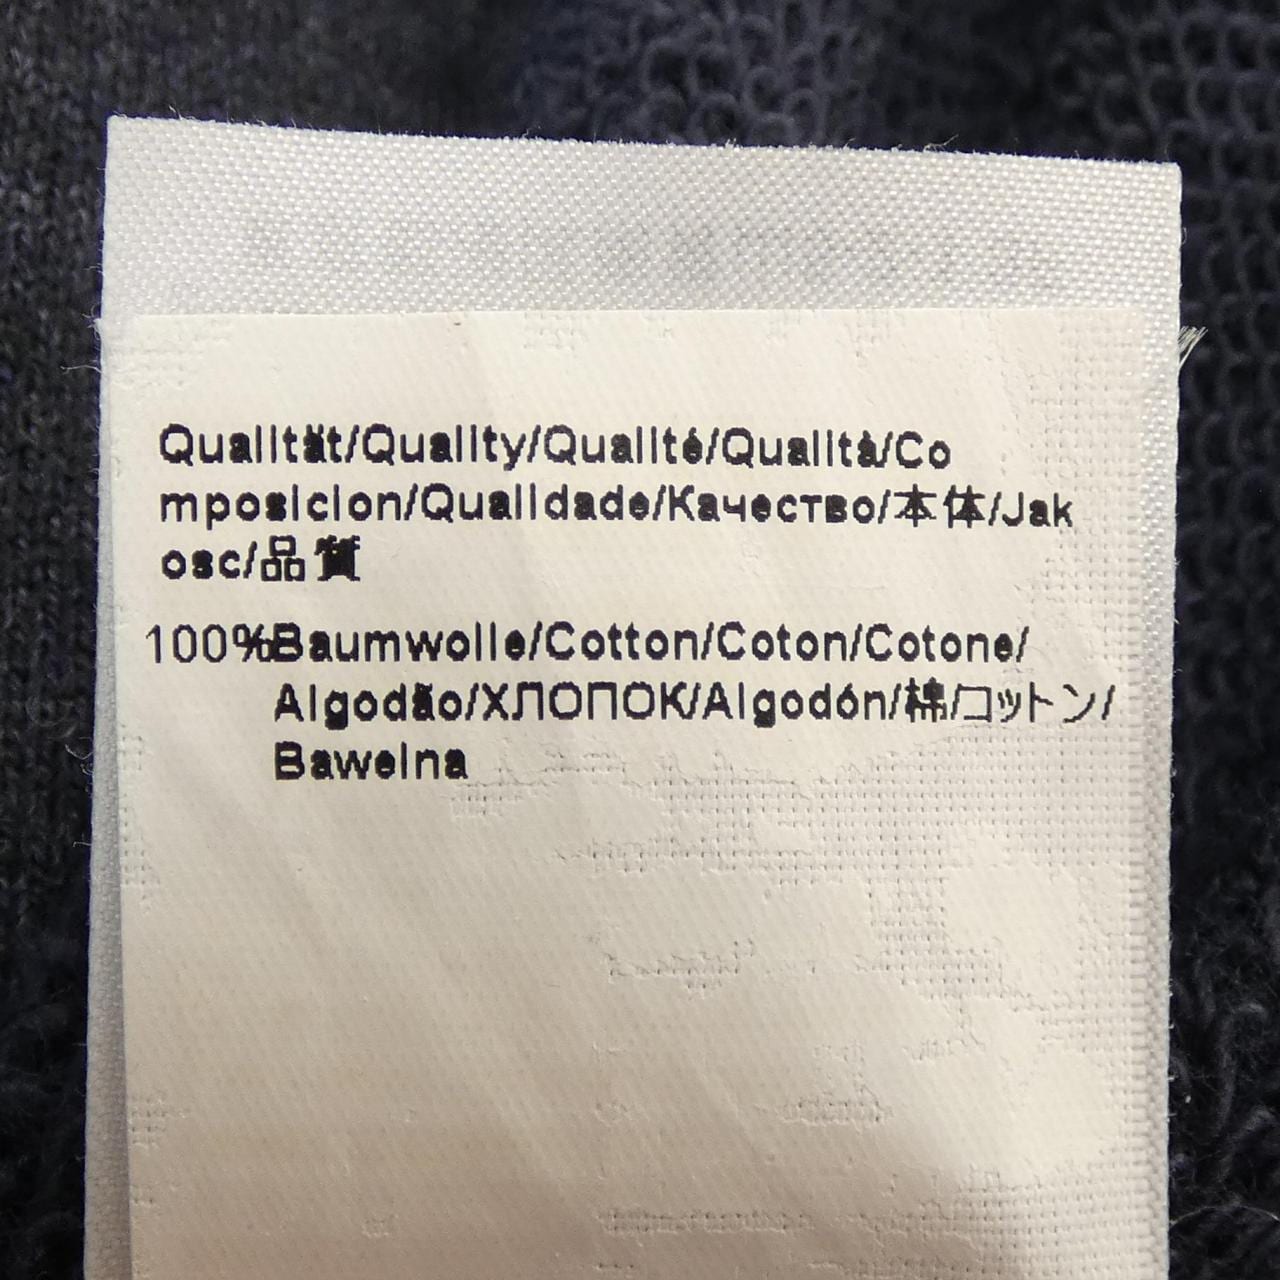 Qualität/Quality/Qualité/Qualità/Co
mposicion/Qualidade/Качество/本体/Jak
osc/品質
100%Baumwolle/Cotton/Coton/Cotone/
Algodão/ХЛОПОК/Algodón/棉/コットン/
Bawelna